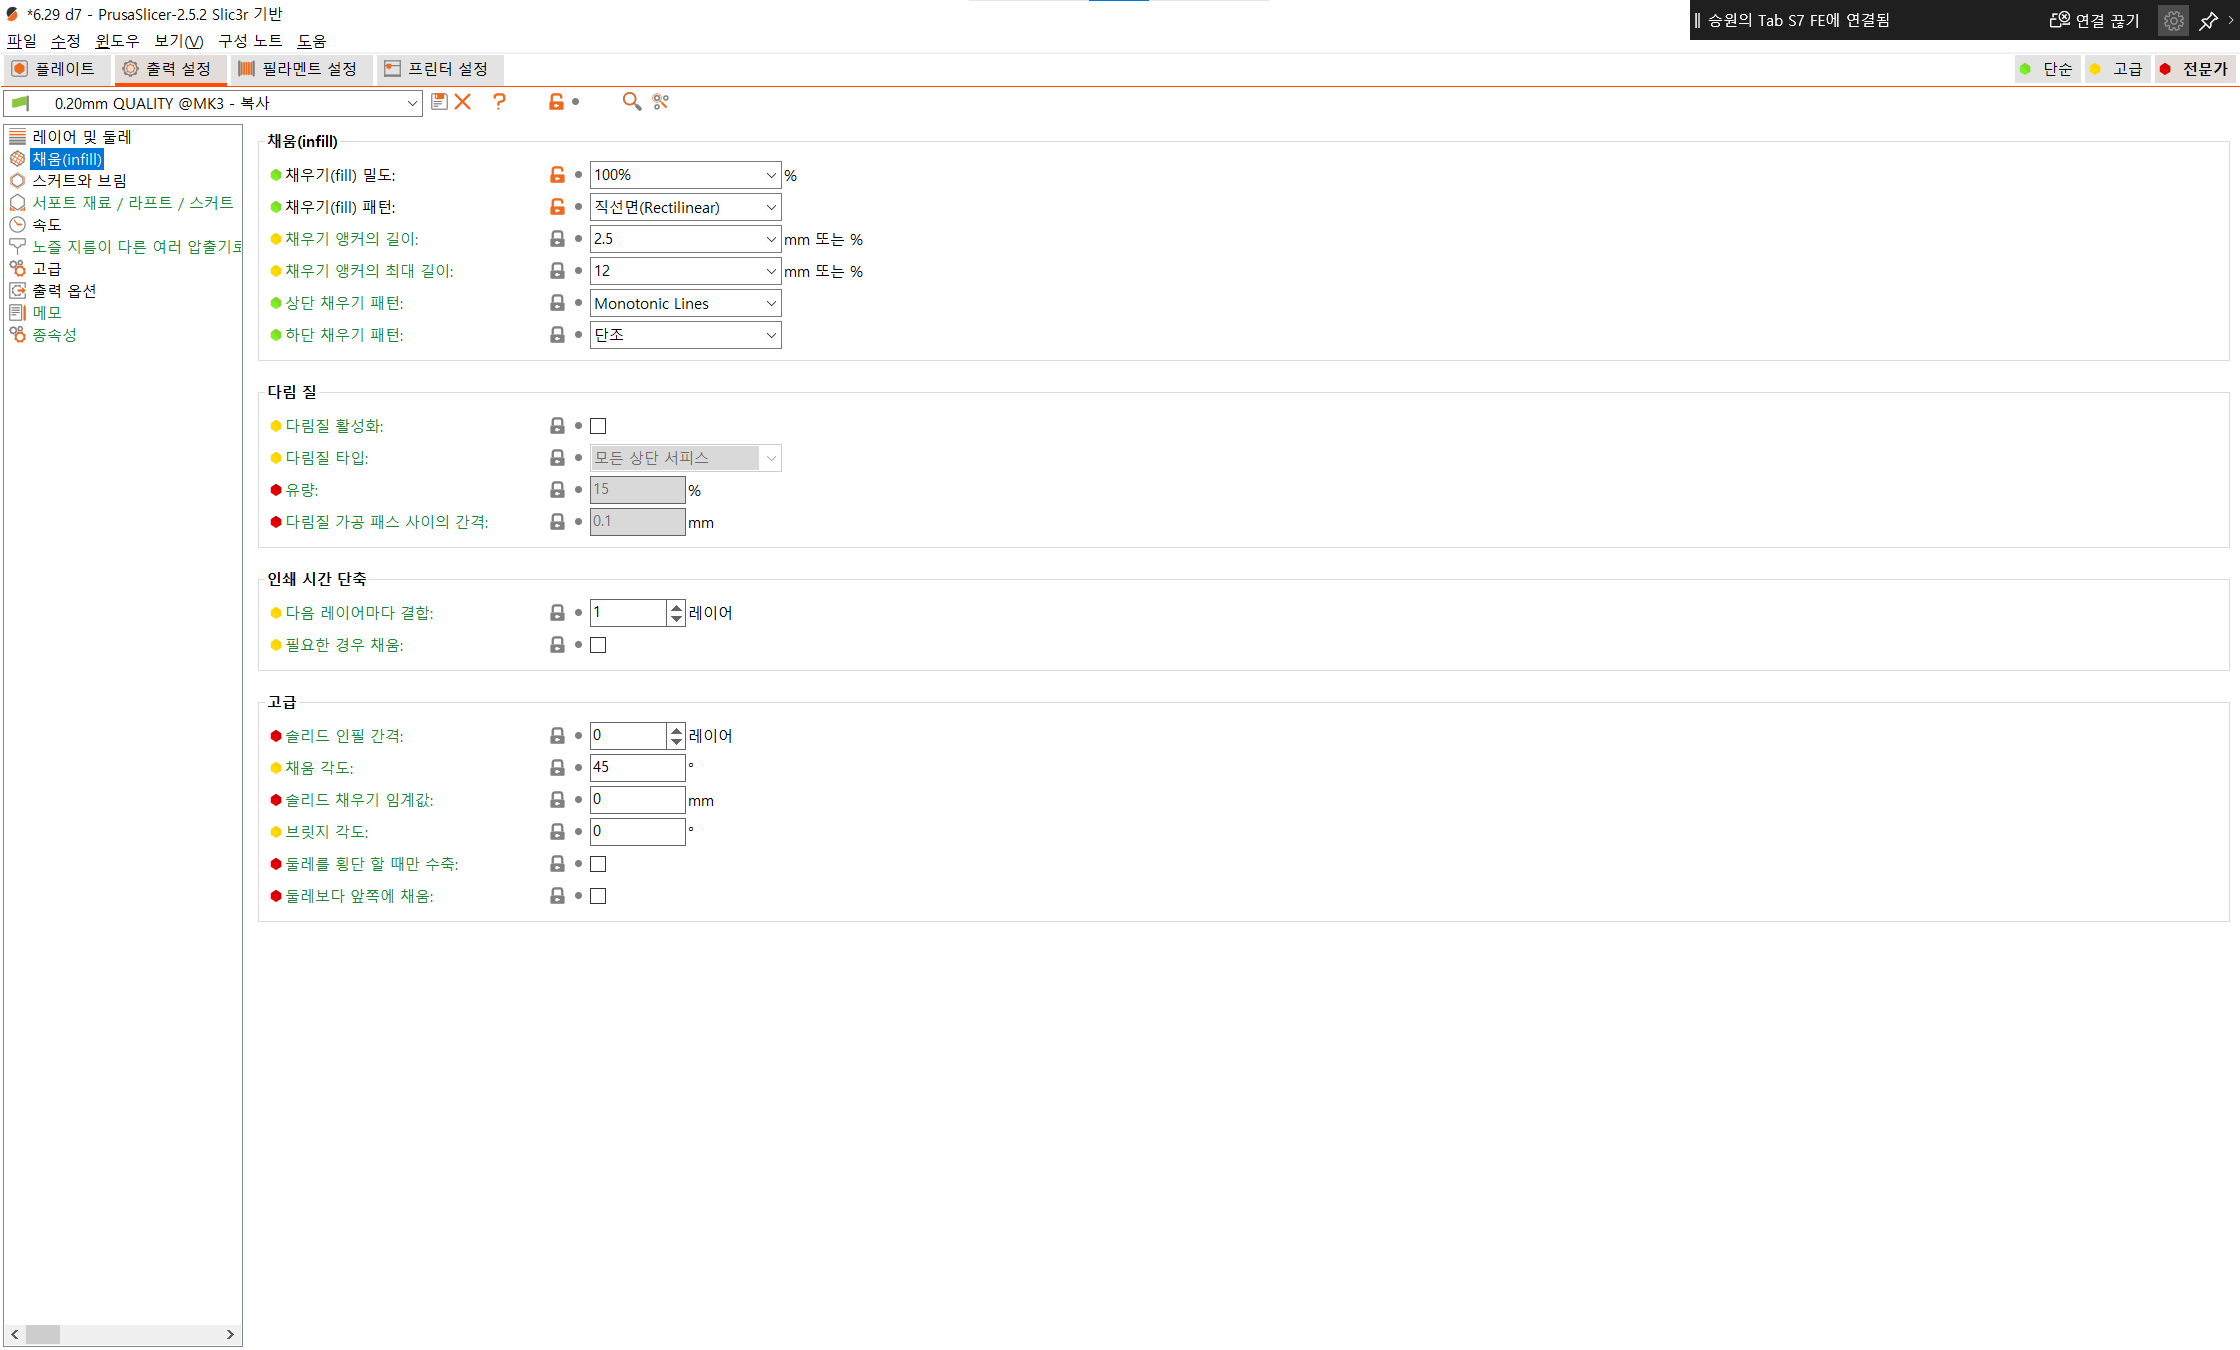 *6.29 d7 - PrusaSlicer-2.5.2 Slic3r 기반
승원의 Tab S7 FE에 연결됨 연결 끊기
파일 수정 윈도우 보기(V) 구성 노트 도움
플레이트 출력 설정 필라멘트 설정 프린터 설정 단순 고급 전문가
0.20mm QUALITY @MK3 - 복사
레이어 및 둘레
채움(infill)
스커트와 브림
서포트 재료 / 라프트 / 스커트
속도
노즐 지름이 다른 여러 압출기로
고급
출력 옵션
메모
종속성
채움(infill)
채우기(fill) 밀도: 100% %
채우기(fill) 패턴: 직선면(Rectilinear)
채우기 앵커의 길이: 2.5 mm 또는 %
채우기 앵커의 최대 길이: 12 mm 또는 %
상단 채우기 패턴: Monotonic Lines
하단 채우기 패턴: 단조
다림 질
다림질 활성화:
다림질 타입: 모든 상단 서피스
유량: 15 %
다림질 가공 패스 사이의 간격: 0.1 mm
인쇄 시간 단축
다음 레이어마다 결합: 1 레이어
필요한 경우 채움:
고급
솔리드 인필 간격: 0 레이어
채움 각도: 45 °
솔리드 채우기 임계값: 0 mm
브릿지 각도: 0 °
둘레를 횡단 할 때만 수축:
둘레보다 앞쪽에 채움: